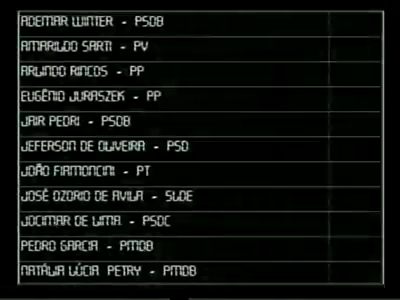 ADEMAR WINTER - PSDB
AMARILDO SARTI - PV
ARLINDO RINCOS - PP
EUGÊNIO JURASZEK - PP
JAIR PEDRI - PSDB
JEFERSON DE OLIVEIRA - PSD
JOÃO FIAMONCINI - PT
JOSÉ OZORIO DE AVILA - SLDE
JOCIMAR DE LIMA - PSDC
PEDRO GARCIA - PMDB
NATÁLIA LÚCIA PETRY - PMDB